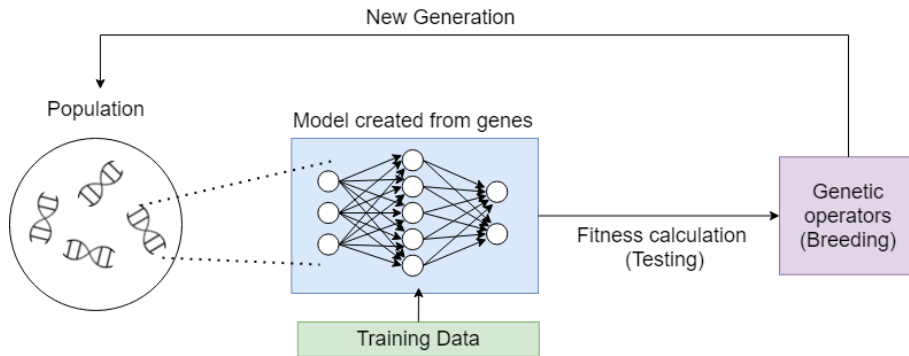 New Generation
Population
Model created from genes
Genetic
operators
(Breeding)
Fitness calculation
(Testing)
Training Data